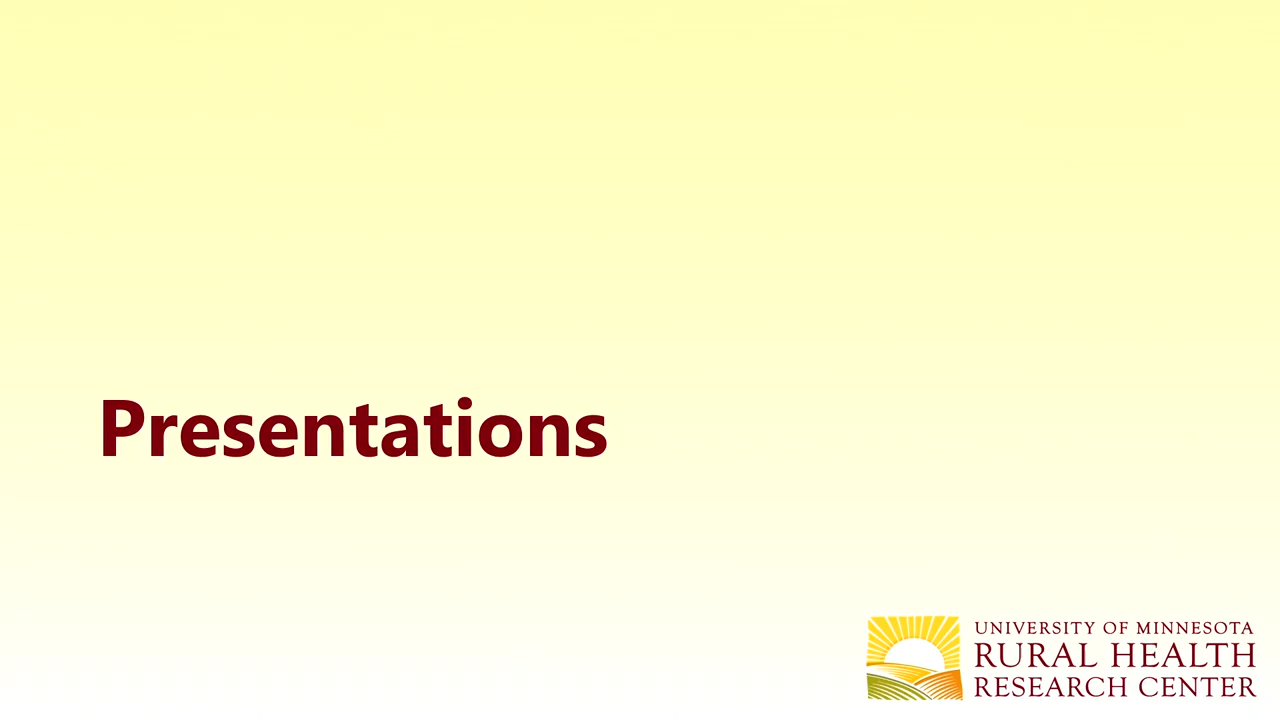 Presentations
UNIVERSITY OF MINNESOTA
RURAL HEALTH
RESEARCH CENTER